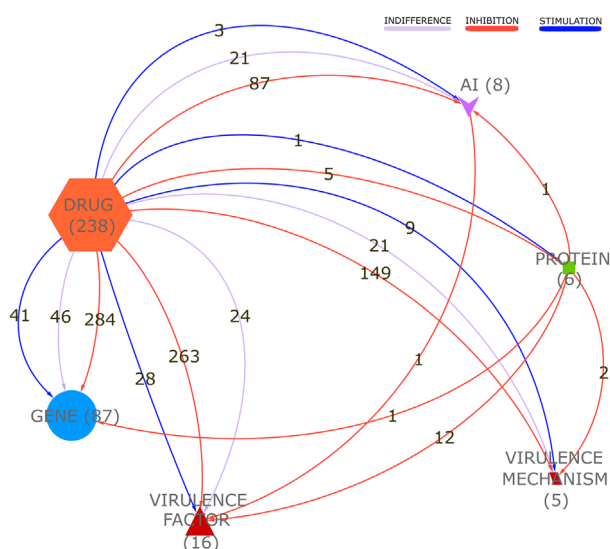 INDIFFERENCE INHIBITION STIMULATION
3
21
87
AI (8)
1
5
1
DRUG
(238)
9
21
149
PROTEIN
(6)
41 46 284
24
28
263
1
2
GENE (87)
1
12
VIRULENCE
MECHANISM
(5)
VIRULENCE
FACTOR
(16)